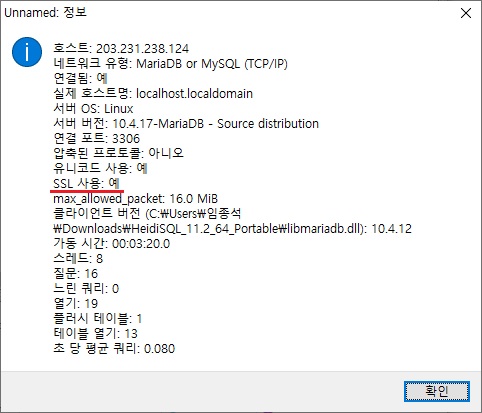 Unnamed: 정보
호스트: 203.231.238.124
네트워크 유형: MariaDB or MySQL (TCP/IP)
연결됨: 예
실제 호스트명: localhost.localdomain
서버 OS: Linux
서버 버전: 10.4.17-MariaDB - Source distribution
연결 포트: 3306
압축된 프로토콜: 아니오
유니코드 사용: 예
SSL 사용: 예
max_allowed_packet: 16.0 MiB
클라이언트 버전 (C:₩Users₩임종석
₩Downloads₩HeidiSQL_11.2_64_Portable₩libmariadb.dll): 10.4.12
가동 시간: 00:03:20.0
스레드: 8
질문: 16
느린 쿼리: 0
열기: 19
플러시 테이블: 1
테이블 열기: 13
초 당 평균 쿼리: 0.080
확인